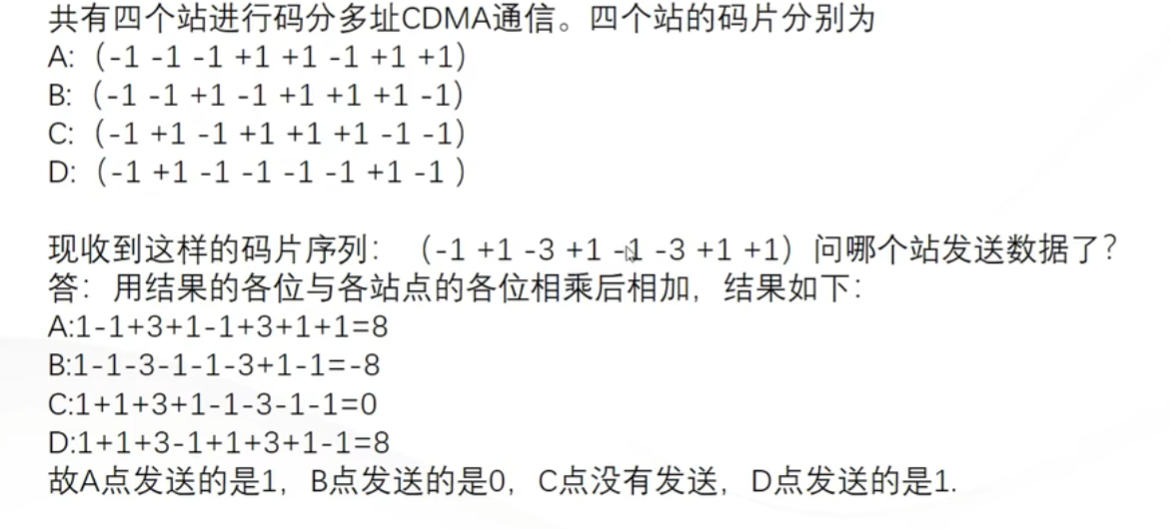 共有四个站进行码分多址CDMA通信。四个站的码片分别为
A:（-1 -1 -1 +1 +1 -1 +1 +1）
B:（-1 -1 +1 -1 +1 +1 +1 -1）
C:（-1 +1 -1 +1 +1 +1 -1 -1）
D:（-1 +1 -1 -1 -1 -1 +1 -1 ）
现收到这样的码片序列：（-1 +1 -3 +1 -1 -3 +1 +1）问哪个站发送数据了？
答：用结果的各位与各站点的各位相乘后相加，结果如下：
A:1-1+3+1-1+3+1+1=8
B:1-1-3-1-1-3+1-1=-8
C:1+1+3+1-1-3-1-1=0
D:1+1+3-1+1+3+1-1=8
故A点发送的是1，B点发送的是0，C点没有发送，D点发送的是1.